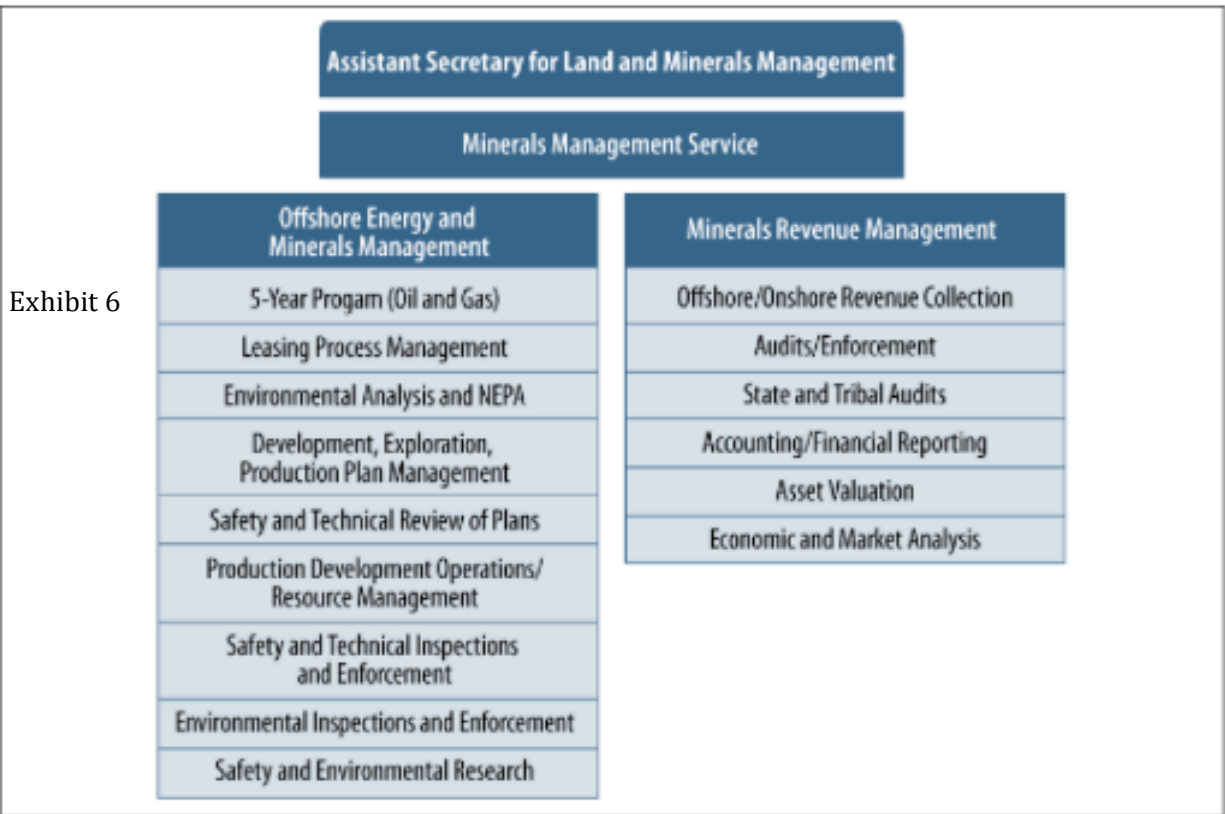 Assistant Secretary for Land and Minerals Management
Minerals Management Service
Offshore Energy and
Minerals Management
5-Year Progam (Oil and Gas)
Leasing Process Management
Environmental Analysis and NEPA
Development, Exploration,
Production Plan Management
Safety and Technical Review of Plans
Production Development Operations/
Resource Management
Safety and Technical Inspections
and Enforcement
Environmental Inspections and Enforcement
Safety and Environmental Research
Minerals Revenue Management
Offshore/Onshore Revenue Collection
Audits/Enforcement
State and Tribal Audits
Accounting/Financial Reporting
Asset Valuation
Economic and Market Analysis
Exhibit 6